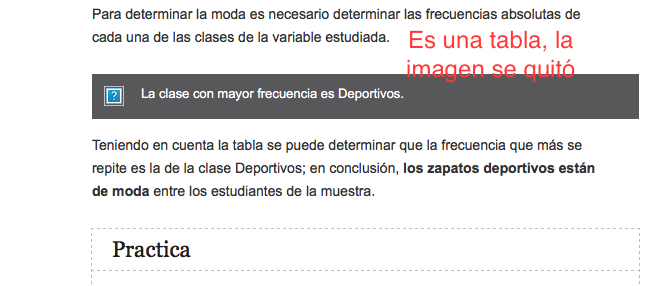 Para determinar la moda es necesario determinar las frecuencias absolutas de
cada una de las clases de la variable estudiada.
Es una tabla, la
imagen se quitó
? La clase con mayor frecuencia es Deportivos.
Teniendo en cuenta la tabla se puede determinar que la frecuencia que más se
repite es la de la clase Deportivos; en conclusión, los zapatos deportivos están
de moda entre los estudiantes de la muestra.
Practica